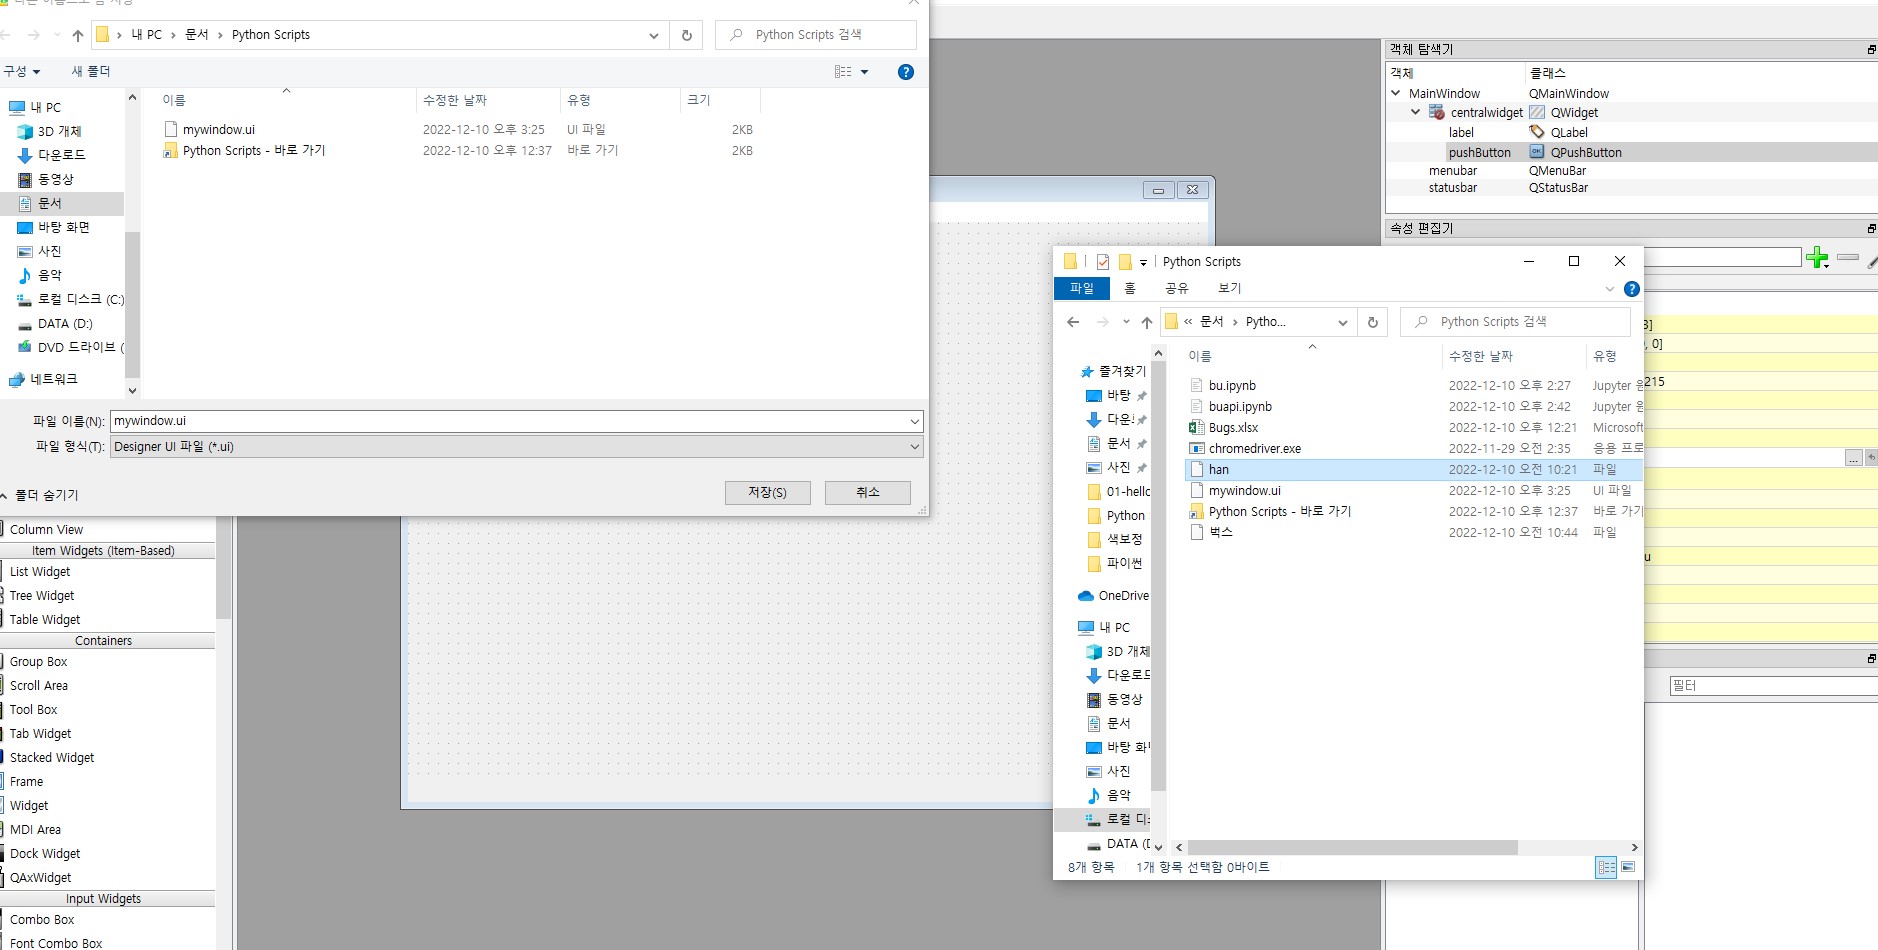 내 PC › 문서 › Python Scripts
Python Scripts 검색
구성
새 폴더
이름
수정한 날짜
유형
크기
내 PC
3D 개체
다운로드
동영상
문서
바탕 화면
사진
음악
로컬 디스크 (C:)
DATA (D:)
DVD 드라이브 (
네트워크
mywindow.ui 2022-12-10 오후 3:25 UI 파일 2KB
Python Scripts - 바로 가기 2022-12-10 오후 12:37 바로 가기 2KB
파일 이름(N): mywindow.ui
파일 형식(T): Designer UI 파일 (*.ui)
폴더 숨기기
저장(S)
취소
Column View
Item Widgets (Item-Based)
List Widget
Tree Widget
Table Widget
Containers
Group Box
Scroll Area
Tool Box
Tab Widget
Stacked Widget
Frame
Widget
MDI Area
Dock Widget
QAxWidget
Input Widgets
Combo Box
Font Combo Box
객체 탐색기
객체 클래스
MainWindow QMainWindow
centralwidget QWidget
label QLabel
pushButton QPushButton
menubar QMenuBar
statusbar QStatusBar
속성 편집기
Python Scripts
파일 홈 공유 보기
« 문서 › Pytho...
Python Scripts 검색
즐겨찾기
바탕
다운
문서
사진
01-hello
Python
색보정
파이썬
OneDrive
내 PC
3D 개체
다운로드
동영상
문서
바탕 화면
사진
음악
로컬 디
DATA (D
이름 수정한 날짜 유형
bu.ipynb 2022-12-10 오후 2:27 Jupyter
buapi.ipynb 2022-12-10 오후 2:42 Jupyter
Bugs.xlsx 2022-12-10 오후 12:21 Microsoft
chromedriver.exe 2022-11-29 오전 2:35 응용 프로
han 2022-12-10 오전 10:21 파일
mywindow.ui 2022-12-10 오후 3:25 UI 파일
Python Scripts - 바로 가기 2022-12-10 오후 12:37 바로 가기
벅스 2022-12-10 오전 10:44 파일
8개 항목
1개 항목 선택함 0바이트
3]
, 0]
215
...
u
필터